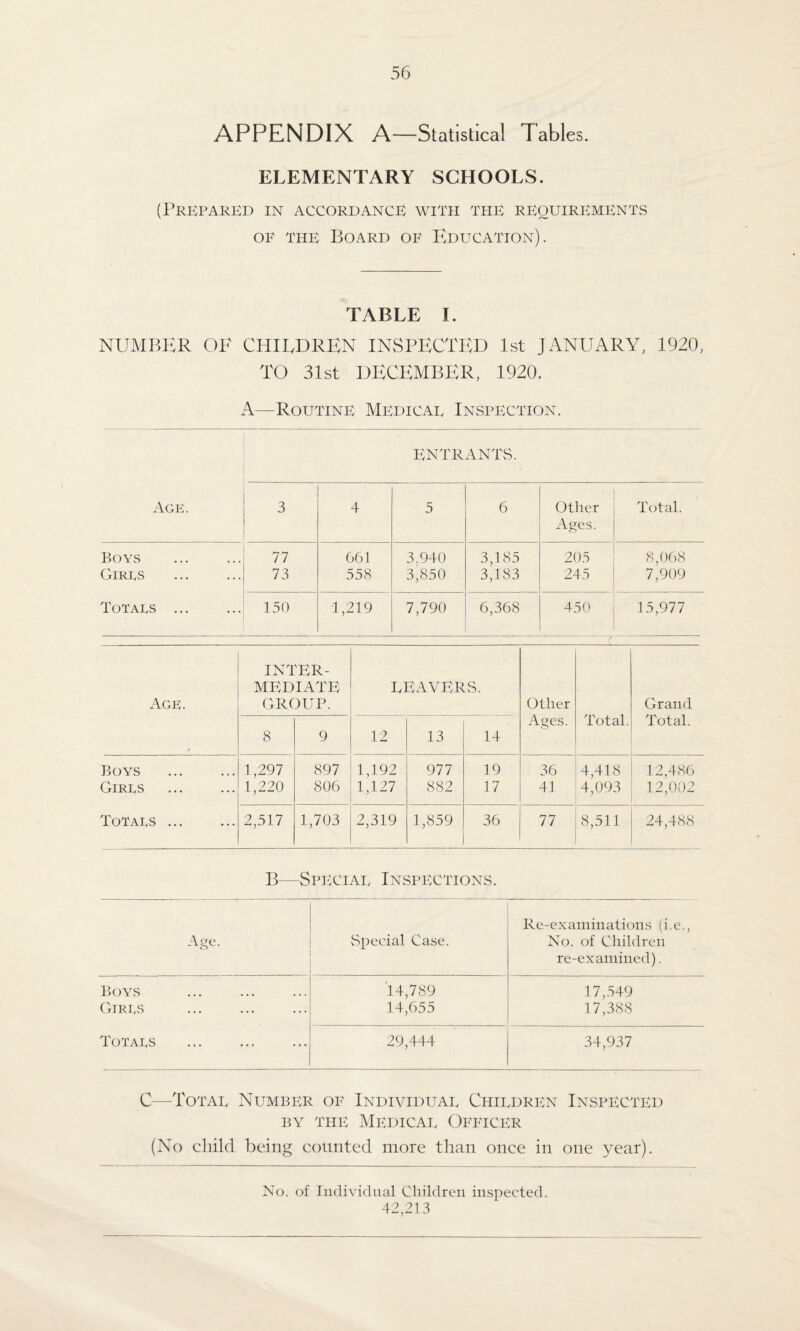 56
APPENDIX A—Statistical Tables.
ELEMENTARY SCHOOLS.
(Prepared in accordance with the requirements
of the Board of Education).
TABLE I.
NUMBER OF CHILDREN INSPECTED 1st JANUARY, 1920,
TO 31st DECEMBER, 1920.
A—Routine Medical Inspection.
ENTRANTS.
Age. 3 4 5 6 Other Ages. Total.
Boys ... ... 77 661 3,940 3,185 205 8,068
Girls ... ... 73 558 3,850 3,183 245 7,909
Totals ... ... 150 1,219 7,790 6,368 450 15,977
Age. INTER-MEDIATE GROUP. LEAVERS. Other Ages. Total. Grand Total.
8 9 12 13 14
Boys ... ... 1,297 897 1,192 977 19 36 4,418 12,486
Girls ... ... 1,220 806 1,127 882 17 41 4,093 12,002
Totals ... ... 2,517 1,703 2,319 1,859 36 77 8,511 24,488
B—Special Inspections.
Age. Special Case. Re-examinations (i.e., No. of Children re-examined).
Boys ... ... ... 14,789 17,549
Girls ... ... ... 14,655 17,388
Totals ... ... ... 29,444 34,937
C—Total Number of Individual Children Inspected
by the Medical Officer
(No child being counted more than once in one year).
No. of Individual Children inspected.
42,213